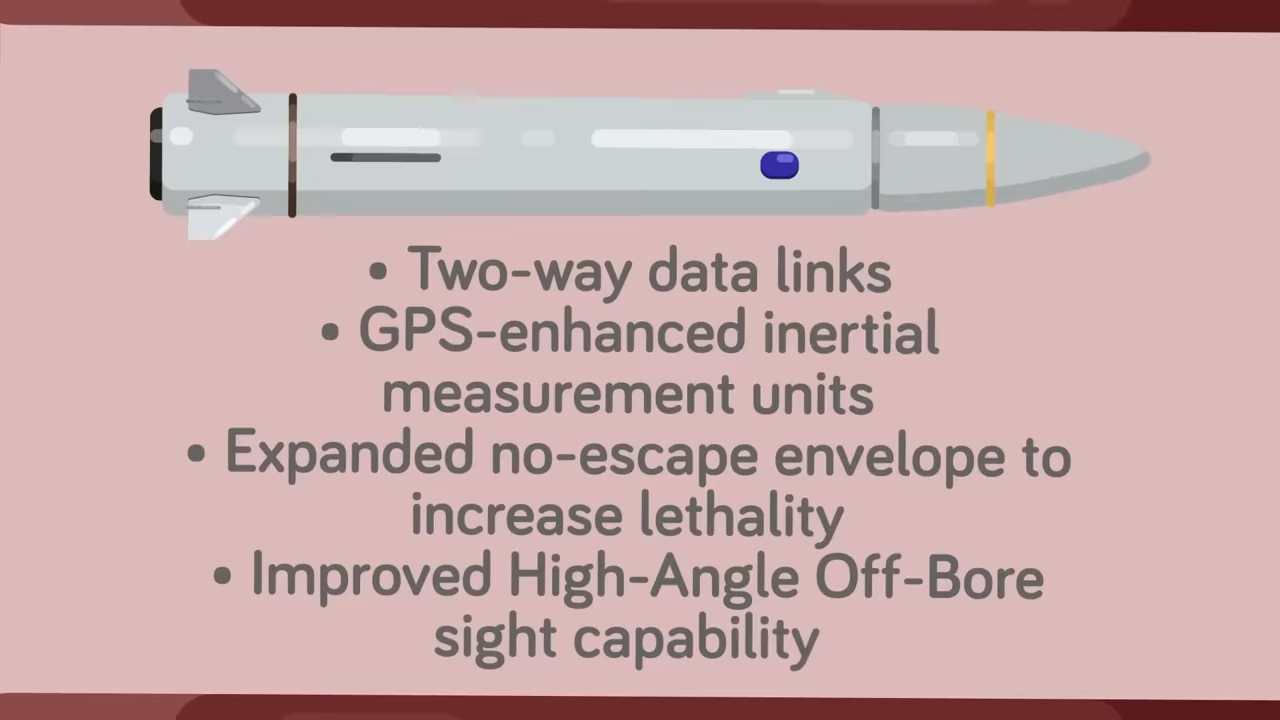 • Two-way data links
• GPS-enhanced inertial
measurement units
• Expanded no-escape envelope to
increase lethality
• Improved High-Angle Off-Bore
sight capability